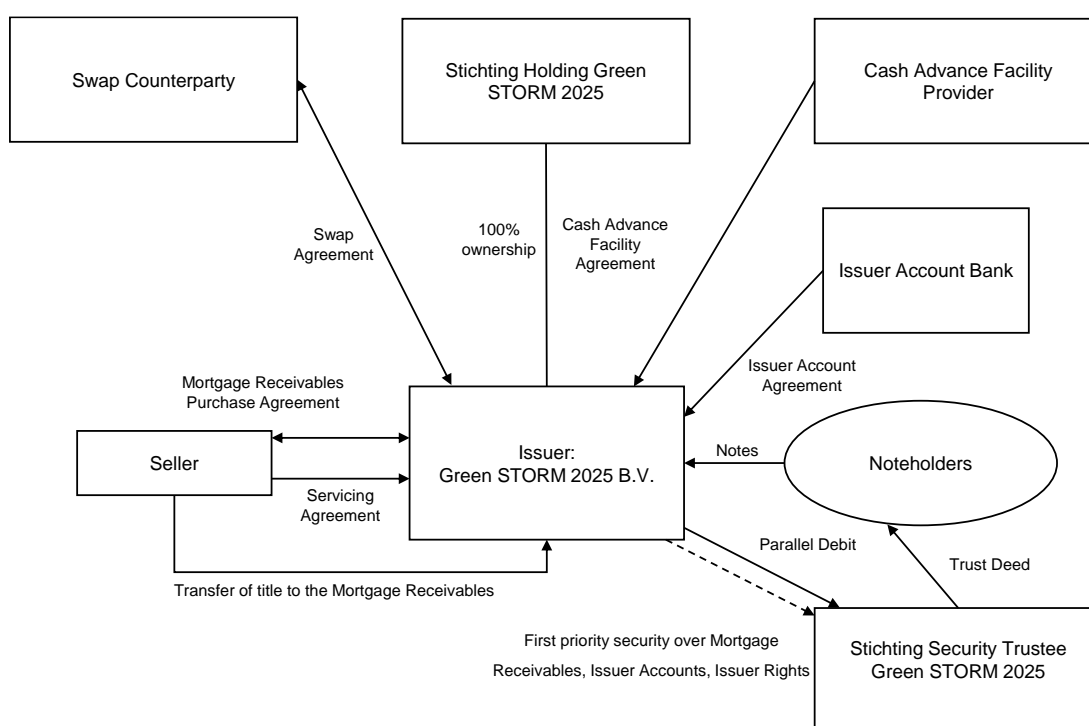 Swap Counterparty
Stichting Holding Green
STORM 2025
Cash Advance Facility
Provider
Swap
Agreement
100%
ownership
Cash Advance
Facility
Agreement
Issuer Account Bank
Issuer Account
Agreement
Mortgage Receivables
Purchase Agreement
Seller
Servicing
Agreement
Issuer:
Green STORM 2025 B.V.
Notes
Noteholders
Parallel Debit
Trust Deed
Transfer of title to the Mortgage Receivables
First priority security over Mortgage
Receivables, Issuer Accounts, Issuer Rights
Stichting Security Trustee
Green STORM 2025